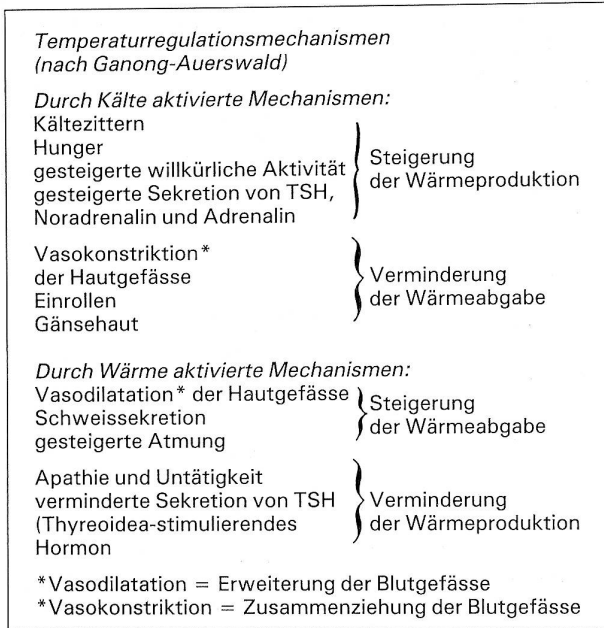 Temperaturregulationsmechanismen
(nach Ganong-Auerswald)
Durch Kälte aktivierte Mechanismen:
Kältezittern
Hunger
gesteigerte willkürliche Aktivität
gesteigerte Sekretion von TSH,
Noradrenalin und Adrenalin
Steigerung
der Wärmeproduktion
Vasokonstriktion*
der Hautgefässe
Einrollen
Gänsehaut
Verminderung
der Wärmeabgabe
Durch Wärme aktivierte Mechanismen:
Vasodilatation* der Hautgefässe
Schweissekretion
gesteigerte Atmung
Steigerung
der Wärmeabgabe
Apathie und Untätigkeit
verminderte Sekretion von TSH
(Thyreoidea-stimulierendes
Hormon
Verminderung
der Wärmeproduktion
*Vasodilatation = Erweiterung der Blutgefässe
*Vasokonstriktion = Zusammenziehung der Blutgefässe